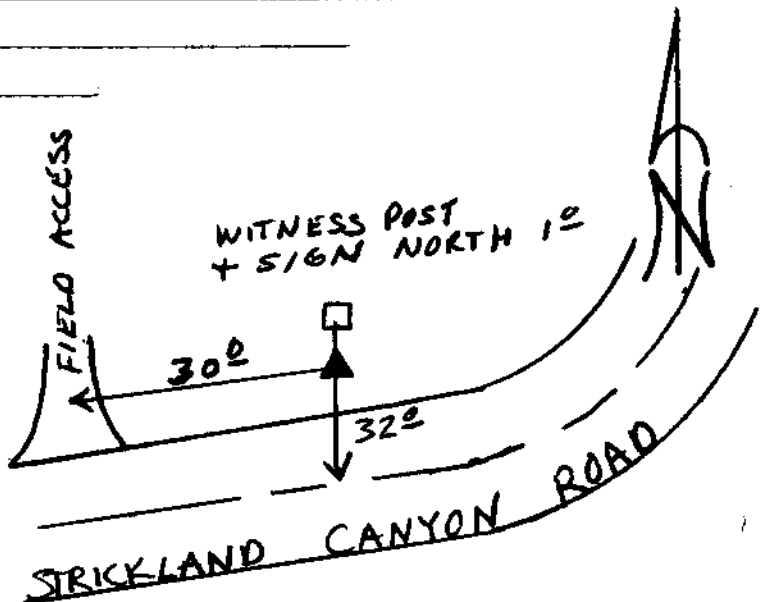 N
FIELD ACCESS
WITNESS POST
+ SIGN NORTH 1º
30º
32º
STRICKLAND CANYON ROAD